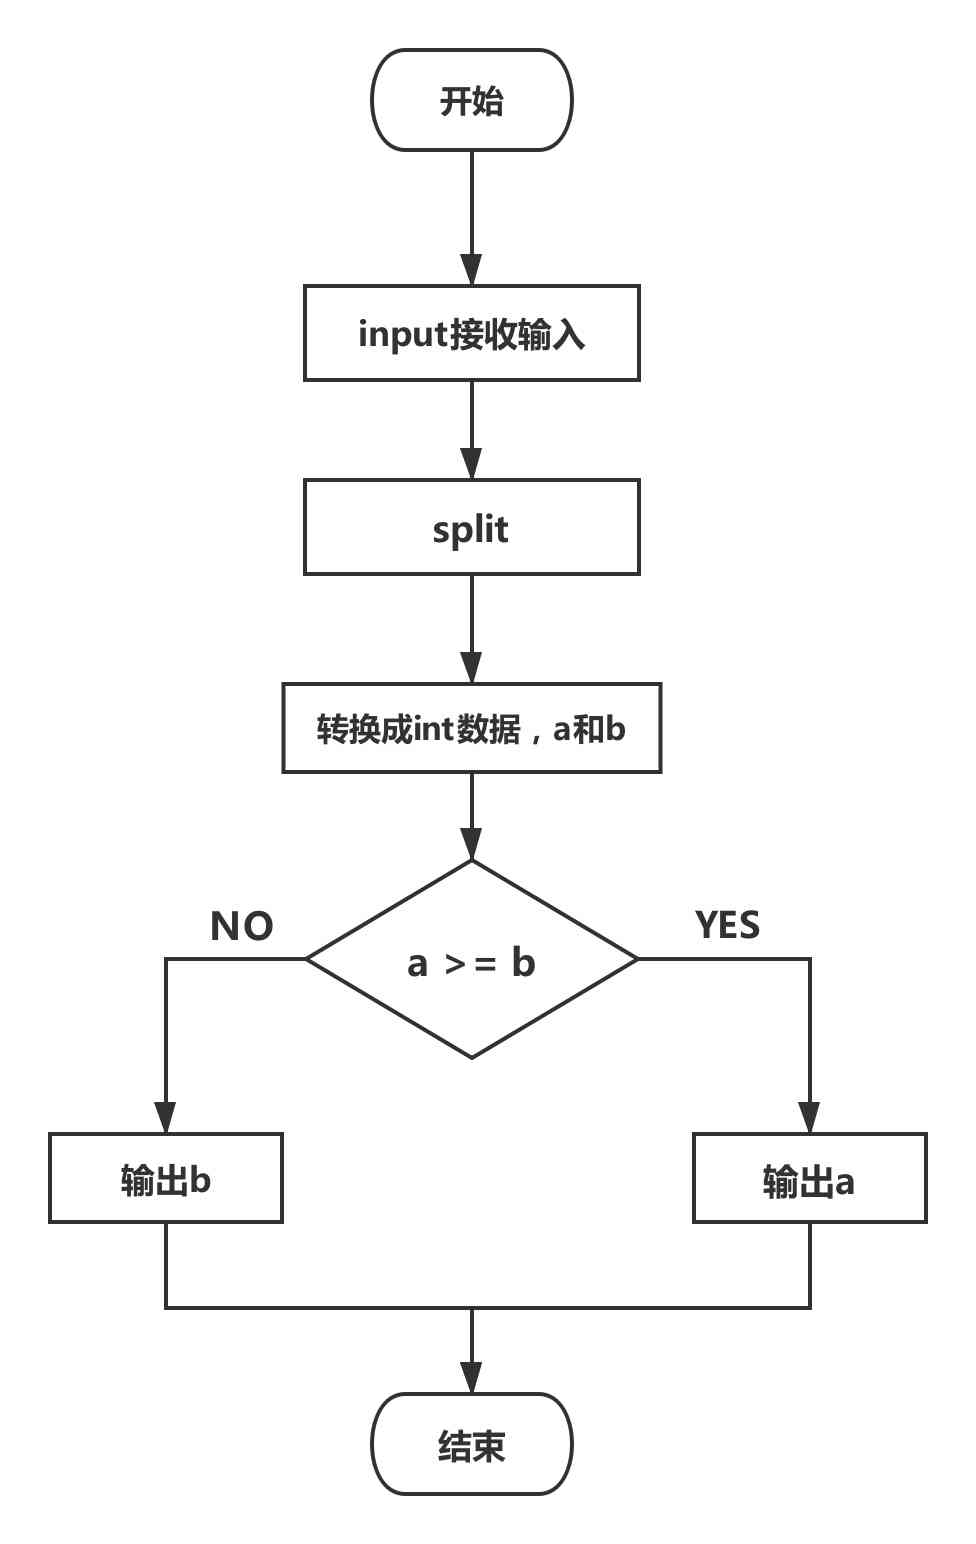 开始
input接收输入
split
转换成int数据，a和b
NO
YES
a >= b
输出b
输出a
结束